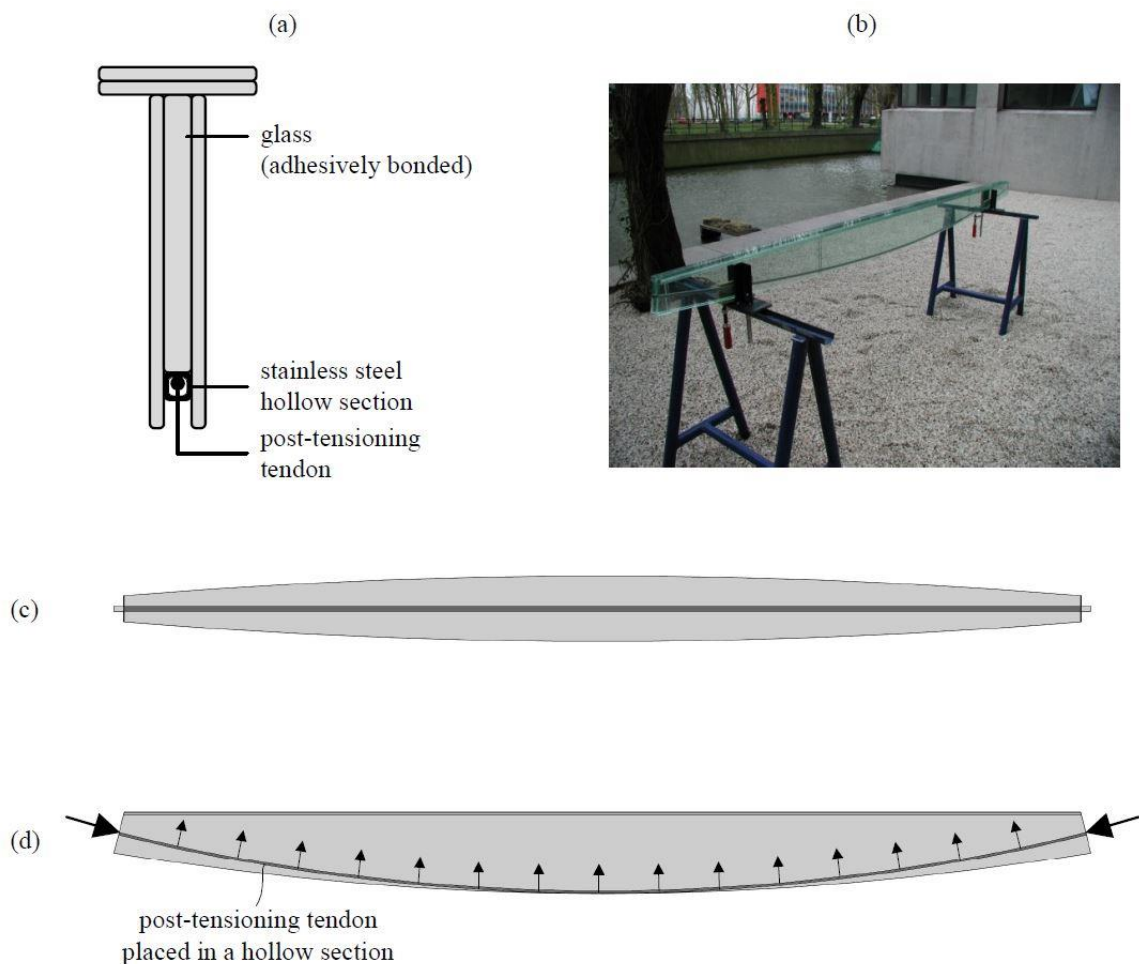 (a)
(b)
glass
(adhesively bonded)
stainless steel
hollow section
post-tensioning
tendon
(c)
(d)
post-tensioning tendon
placed in a hollow section